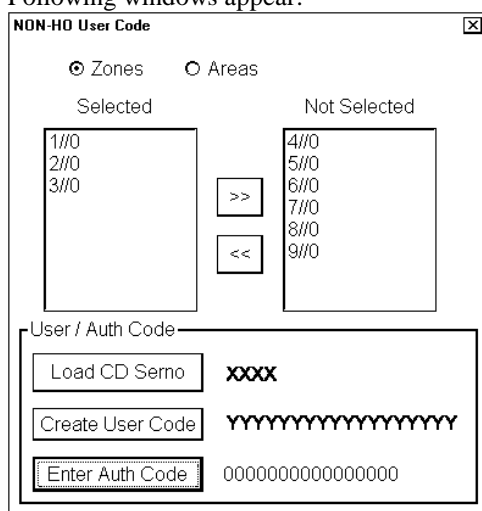 Following windows appear:
NON-HO User Code
Zones Areas
Selected Not Selected
1//0
2//0
3//0
>>
<<
4//0
5//0
6//0
7//0
8//0
9//0
User / Auth Code
Load CD Serno XXXX
Create User Code YYYYYYYYYYYYYYYYYY
Enter Auth Code 0000000000000000